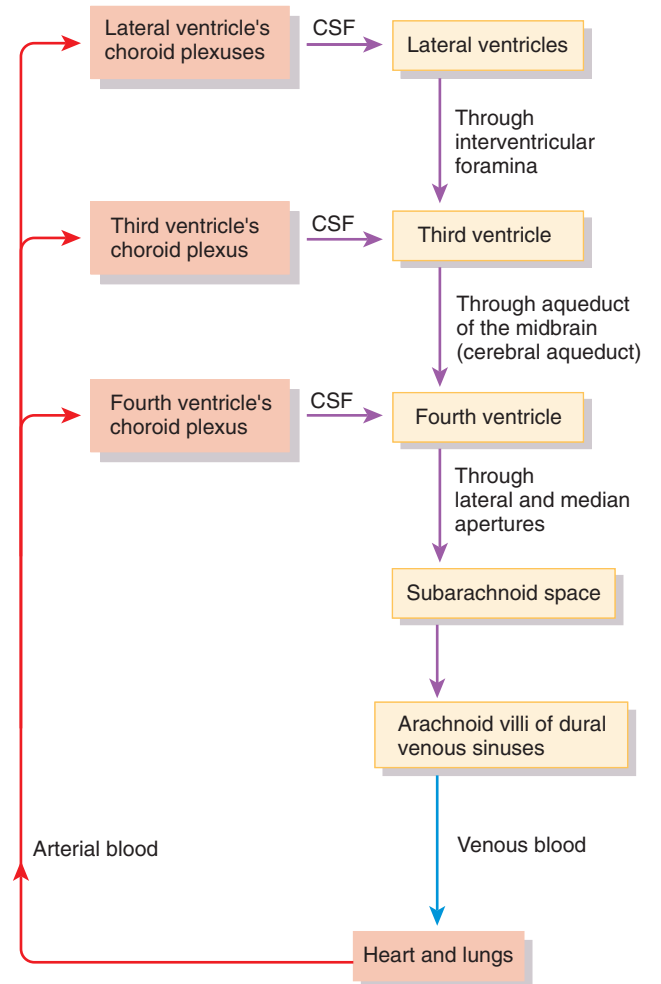 Lateral ventricle's
choroid plexuses
CSF
Lateral ventricles
Through
interventricular
foramina
Third ventricle's
choroid plexus
CSF
Third ventricle
Through aqueduct
of the midbrain
(cerebral aqueduct)
Fourth ventricle's
choroid plexus
CSF
Fourth ventricle
Through
lateral and median
apertures
Subarachnoid space
Arachnoid villi of dural
venous sinuses
Arterial blood
Venous blood
Heart and lungs